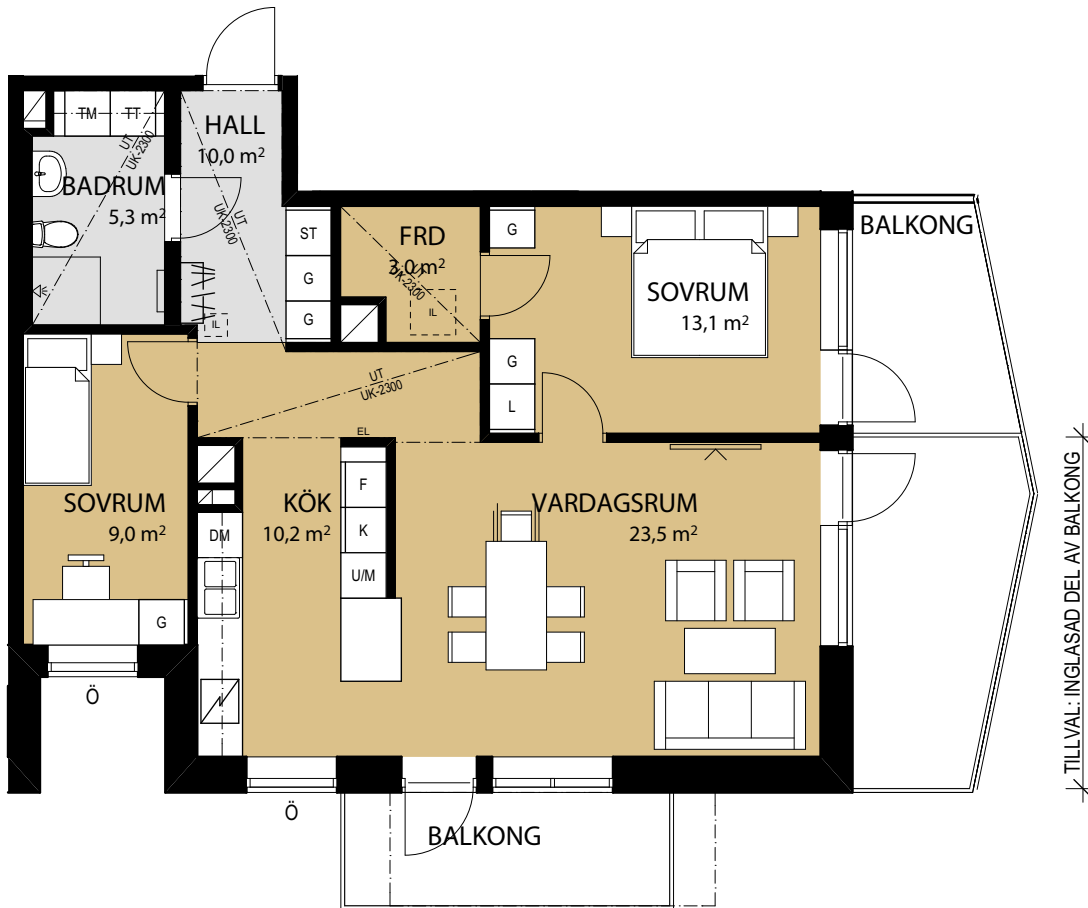 TM
TT
UT
UK-2300
HALL
10,0 m²
BADRUM
5,3 m²
UT
UK-2300
ST
G
G
IL
FRD
3,0 m²
UT
UK-2300
IL
G
SOVRUM
13,1 m²
G
L
BALKONG
UT
UK-2300
EL
SOVRUM
9,0 m²
G
Ö
DM
KÖK
10,2 m²
F
K
U/M
VARDAGSRUM
23,5 m²
Ö
BALKONG
TILLVAL: INGLASAD DEL AV BALKONG